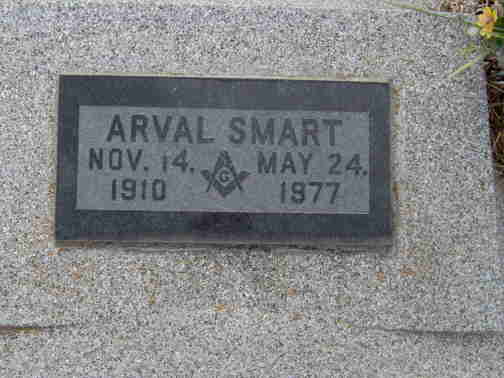 ARVAL SMART
NOV. 14. G MAY 24.
1910 1977